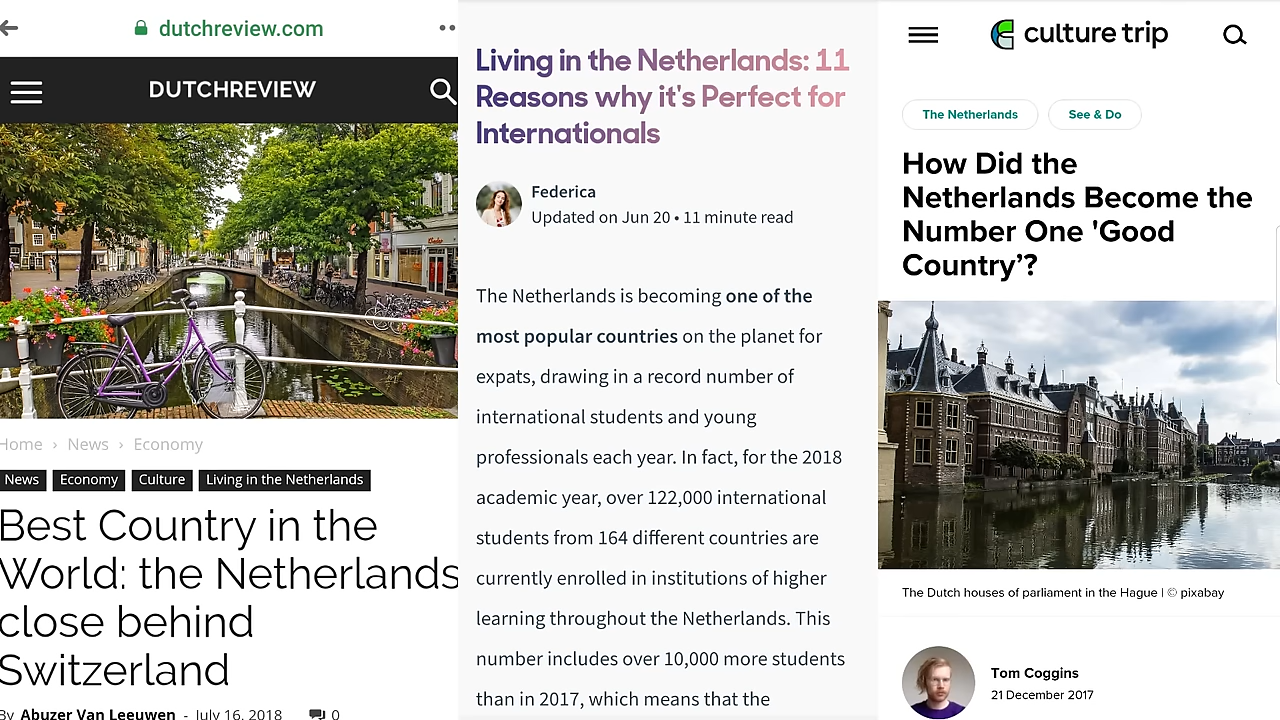 dutchreview.com
DUTCHREVIEW
Home › News › Economy
News Economy Culture Living in the Netherlands
Best Country in the
World: the Netherlands
close behind
Switzerland
By Abuzer Van Leeuwen - July 16, 2018 0
Living in the Netherlands: 11
Reasons why it's Perfect for
Internationals
Federica
Updated on Jun 20 • 11 minute read
The Netherlands is becoming one of the
most popular countries on the planet for
expats, drawing in a record number of
international students and young
professionals each year. In fact, for the 2018
academic year, over 122,000 international
students from 164 different countries are
currently enrolled in institutions of higher
learning throughout the Netherlands. This
number includes over 10,000 more students
than in 2017, which means that the
culture trip
The Netherlands See & Do
How Did the
Netherlands Become the
Number One 'Good
Country’?
The Dutch houses of parliament in the Hague | © pixabay
Tom Coggins
21 December 2017